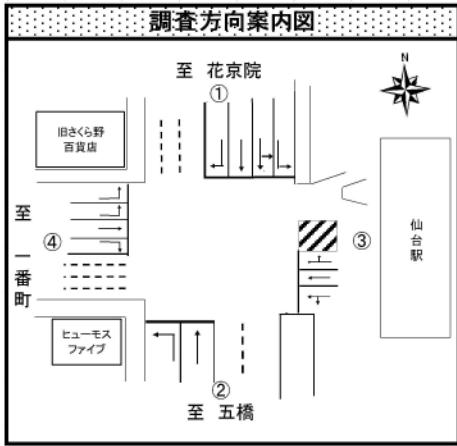 調査方向案内図
至 花京院
①
N
旧さくら野
百貨店
至 一番町
④
③
仙台駅
ヒューモス
ファイブ
②
至 五橋